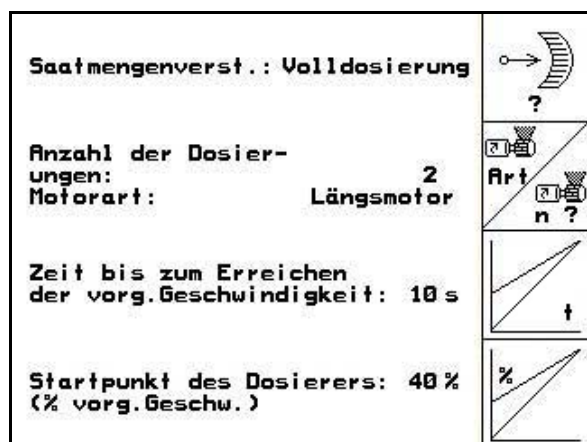 Saatmengenverst.: Volldosierung
?
Anzahl der Dosier-
ungen: 2
Motorart: Längsmotor
Art
n ?
Zeit bis zum Erreichen
der vorg.Geschwindigkeit: 10 s
t
Startpunkt des Dosierers: 40 %
(% vorg.Geschw.)
%